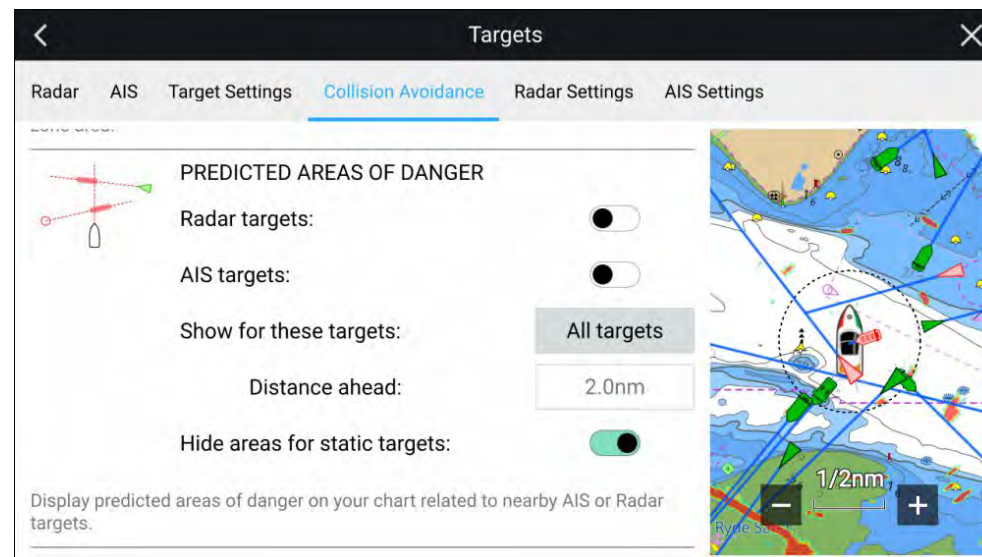 Targets
Radar AIS Target Settings Collision Avoidance Radar Settings AIS Settings
PREDICTED AREAS OF DANGER
Radar targets:
AIS targets:
Show for these targets: All targets
Distance ahead: 2.0nm
Hide areas for static targets:
Display predicted areas of danger on your chart related to nearby AIS or Radar
targets.
1/2nm
− +